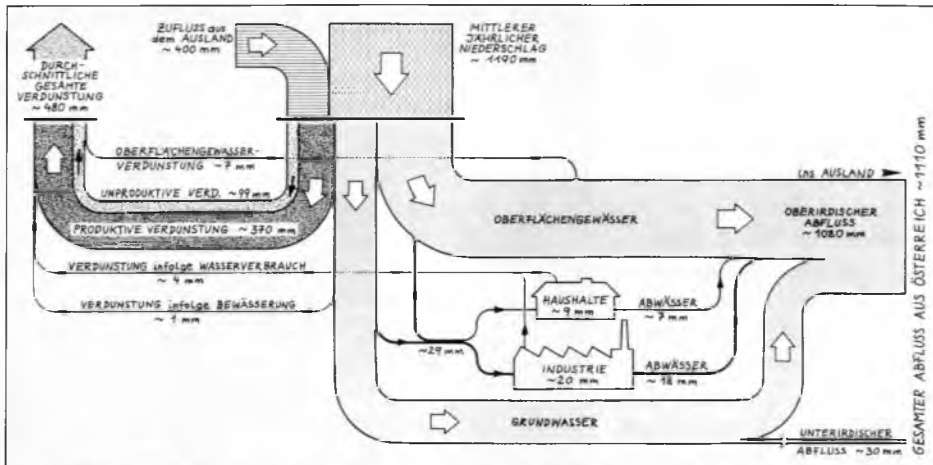 ZUFLUSS aus
dem AUSLAND
~ 400 mm
MITTLERER
JÄHRLICHER
NIEDERSCHLAG
~ 1190 mm
DURCH-
SCHNITTLICHE
GESAMTE
VERDUNSTUNG
~ 480 mm
OBERFLÄCHENGEWASSER-
VERDUNSTUNG ~7 mm
UNPRODUKTIVE VERD. ~99 mm
PRODUKTIVE VERDUNSTUNG ~ 370 mm
VERDUNSTUNG infolge WASSERVERBRAUCH
~ 4 mm
VERDUNSTUNG infolge BEWÄSSERUNG
~ 1 mm
OBERFLÄCHENGEWÄSSER
ins AUSLAND
OBERIRDISCHER
ABFLUSS
~ 1080 mm
HAUSHALTE
~ 9 mm
ABWÄSSER
~ 7 mm
~29 mm
INDUSTRIE
~20 mm
ABWÄSSER
~ 18 mm
GRUNDWASSER
UNTERIRDISCHER
ABFLUSS ~30 mm
GESAMTER ABFLUSS AUS ÖSTERREICH ~1110 mm